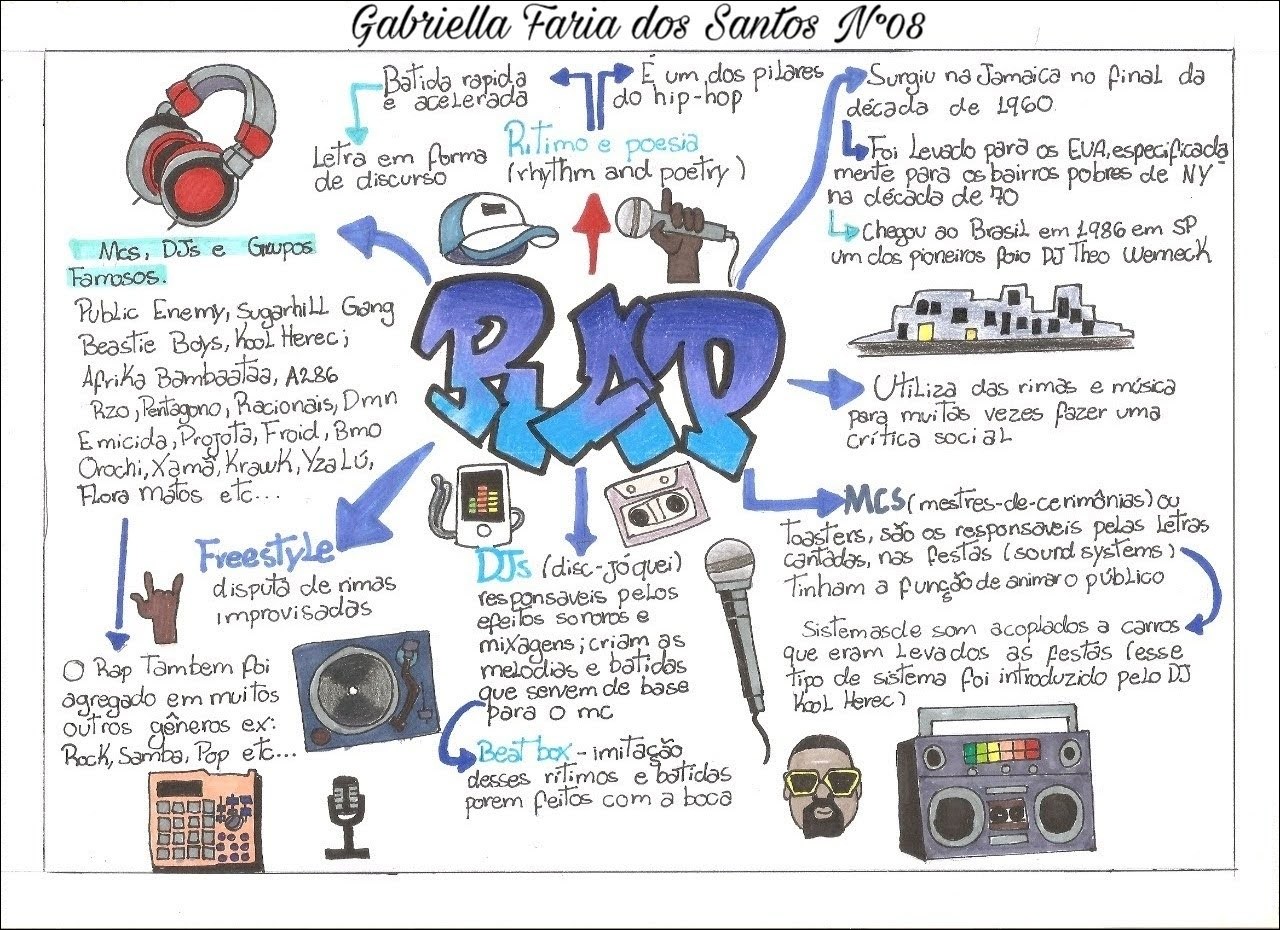 Gabriella Faria dos Santos Nº08
Batida rapida
e acelerada
É um dos pilares
do hip-hop
Letra em forma
de discurso
Rítimo e poesia
(rhythm and poetry)
Surgiu na Jamaica no final da
década de 1960
Foi Levado para os EUA, especificada
mente para os bairros pobres de NY
na década de 70
Chegou ao Brasil em 1986 em SP
um dos pioneiros foi o DJ Theo Werneck
Mcs, DJs e Grupos
Famosos.
Public Enemy, Sugarhill Gang
Beastie Boys, Kool Herec;
Afrika Bambaataa, A286
Rzo, Pentagono, Racionais, Dmn
Emicida, Projota, Froid, Bmo
Orochi, Xamã, Krawk, Yza Lú,
Flora matos etc...
RAP
Utiliza das rimas e música
para muitas vezes fazer uma
crítica social
MCS (mestres-de-cerimânias) ou
toasters, são os responsaveis pelas letras
cantadas, nas festas (sound systems)
Tinham a função de animar o público
Sistemas de som acoplados a carros
que eram Levados as festas (esse
tipo de sistema foi introduzido pelo DJ
Kool Herec)
Freestyle
disputa de rimas
improvisadas
DJs (disc-jóquei)
responsaveis pelos
efeitos sonoros e
mixagens; criam as
melodias e batidas
que servem de base
para o mc
Beat box - imitação
desses rítimos e batidas
porem feitos com a boca
O Rap Tambem foi
agregado em muitos
outros gêneros ex:
Rock, Samba, Pop etc...